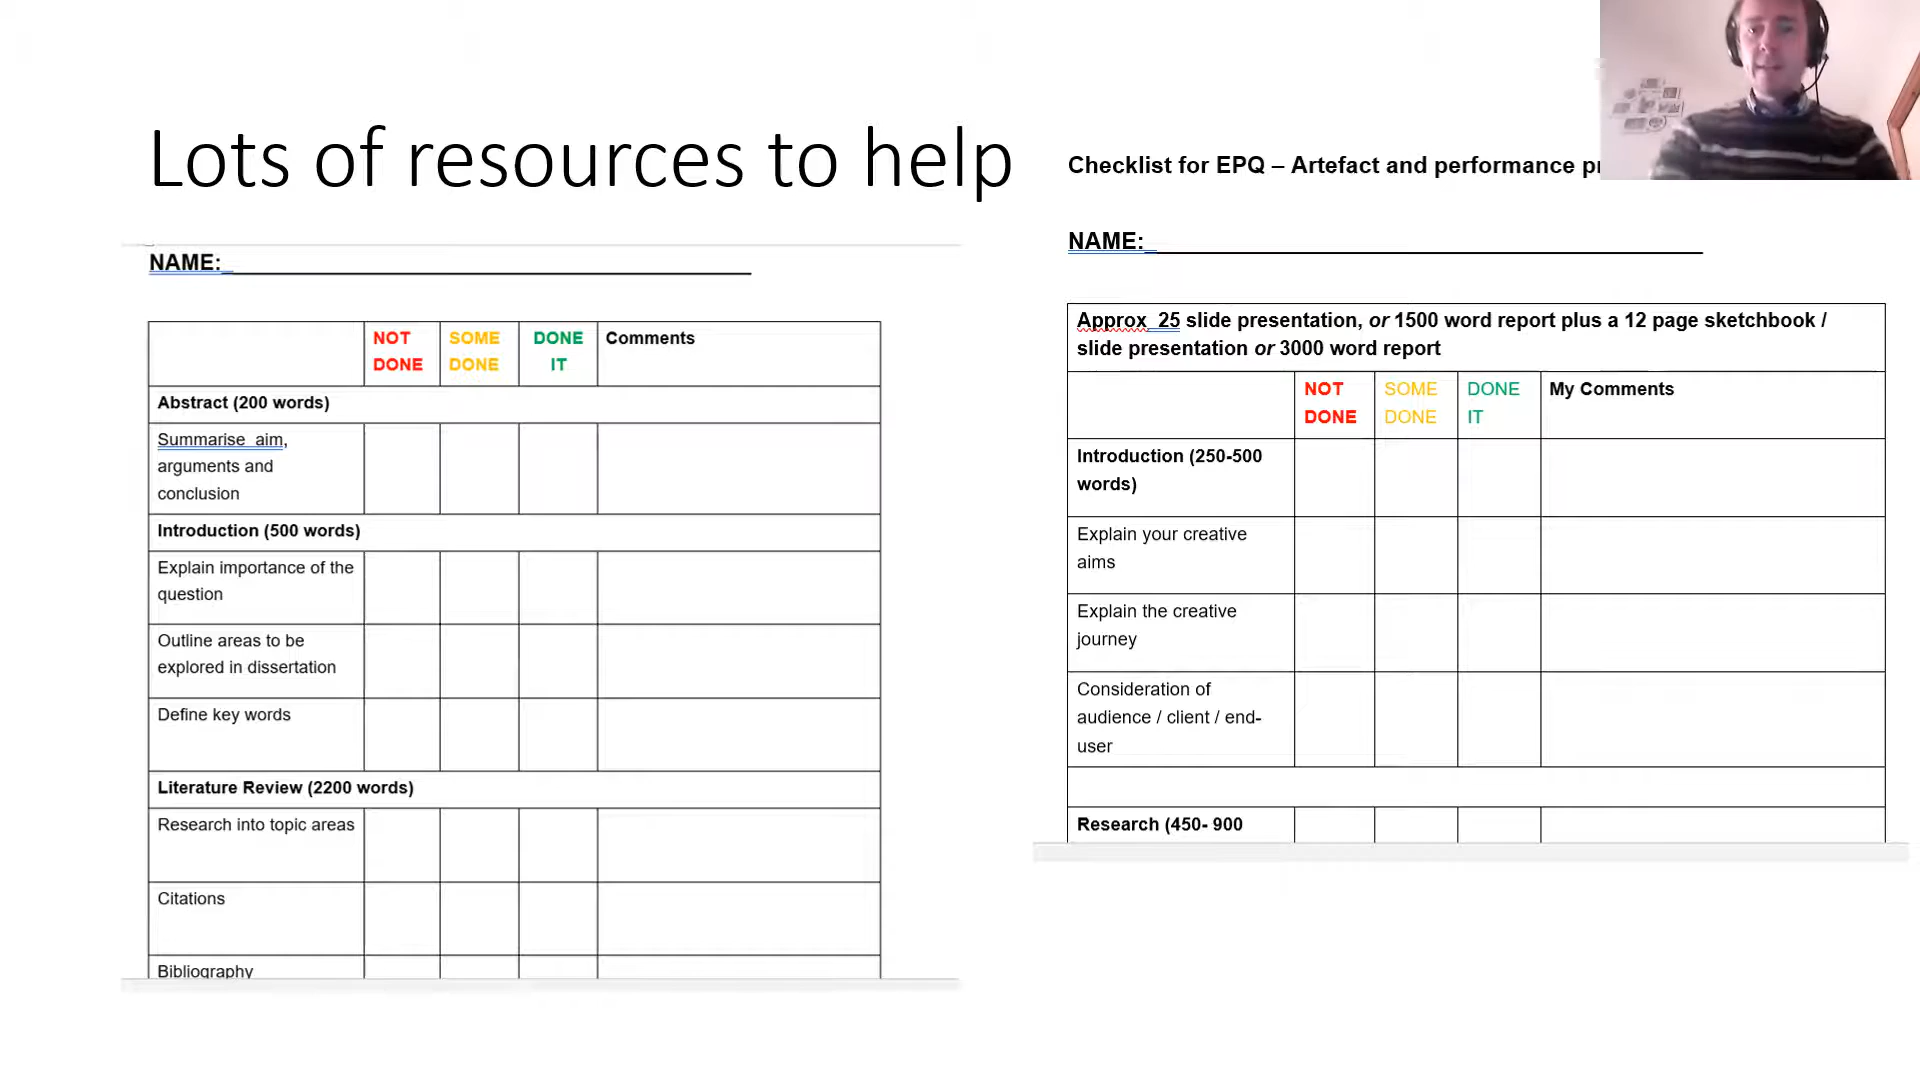 Lots of resources to help
NAME:
NOT DONE SOME DONE DONE IT Comments
Abstract (200 words)
Summarise aim,
arguments and
conclusion
Introduction (500 words)
Explain importance of the
question
Outline areas to be
explored in dissertation
Define key words
Literature Review (2200 words)
Research into topic areas
Citations
Bibliography
Checklist for EPQ – Artefact and performance
NAME:
Approx 25 slide presentation, or 1500 word report plus a 12 page sketchbook /
slide presentation or 3000 word report
NOT DONE SOME DONE DONE IT My Comments
Introduction (250-500
words)
Explain your creative
aims
Explain the creative
journey
Consideration of
audience / client / end-
user
Research (450- 900